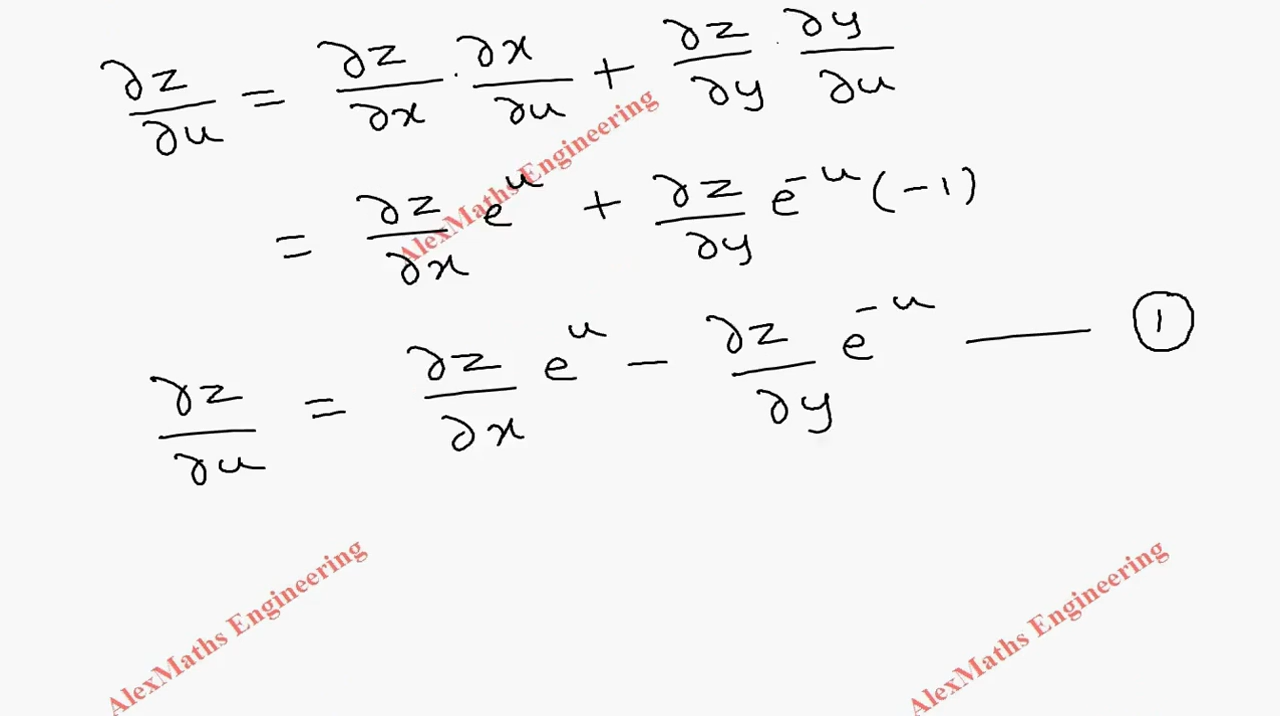 ∂z/∂u = ∂z/∂x · ∂x/∂u + ∂z/∂y · ∂y/∂u
= ∂z/∂x e^u + ∂z/∂y e^-u (-1)
∂z/∂u = ∂z/∂x e^u - ∂z/∂y e^-u —— ①
AlexMaths Engineering
AlexMaths Engineering
AlexMaths Engineering